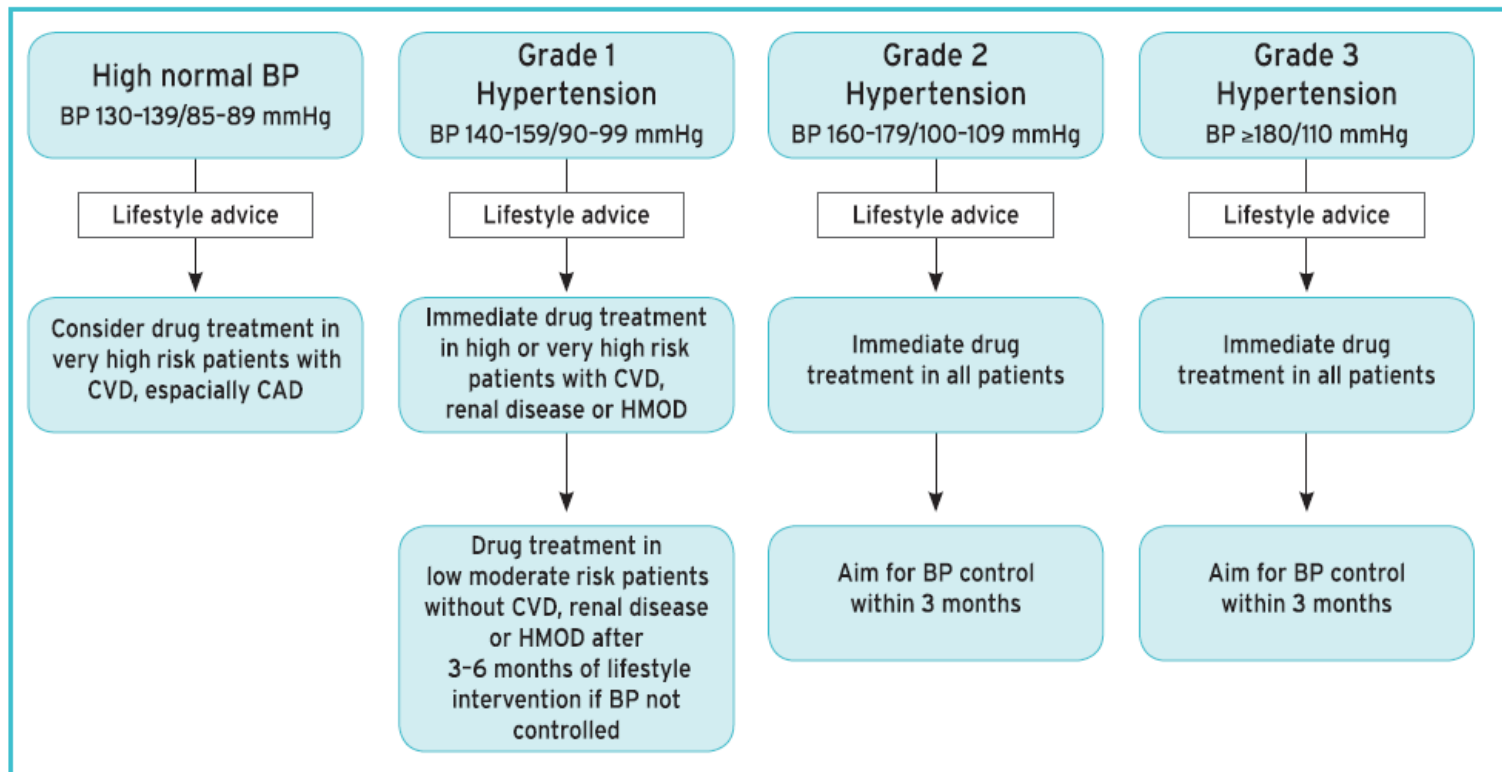 High normal BP
BP 130-139/85-89 mmHg
Lifestyle advice
Consider drug treatment in
very high risk patients with
CVD, espacially CAD
Grade 1
Hypertension
BP 140-159/90-99 mmHg
Lifestyle advice
Immediate drug treatment
in high or very high risk
patients with CVD,
renal disease or HMOD
Drug treatment in
low moderate risk patients
without CVD, renal disease
or HMOD after
3-6 months of lifestyle
intervention if BP not
controlled
Grade 2
Hypertension
BP 160-179/100-109 mmHg
Lifestyle advice
Immediate drug
treatment in all patients
Aim for BP control
within 3 months
Grade 3
Hypertension
BP ≥180/110 mmHg
Lifestyle advice
Immediate drug
treatment in all patients
Aim for BP control
within 3 months